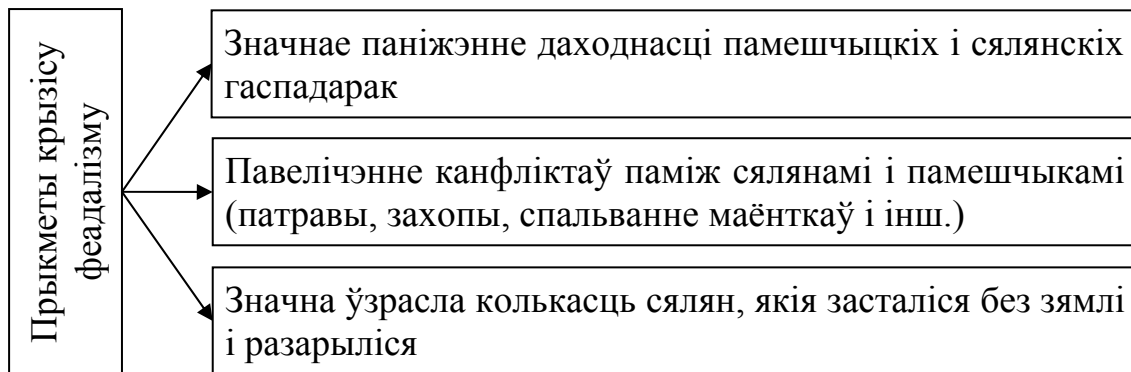 Прыкметы крызісу
феадалізму
Значнае паніжэнне даходнасці памешчыцкіх і сялянскіх
гаспадарак
Павелічэнне канфліктаў паміж сялянамі і памешчыкамі
(патравы, захопы, спальванне маёнткаў і інш.)
Значна ўзрасла колькасць сялян, якія засталіся без зямлі
і разарыліся